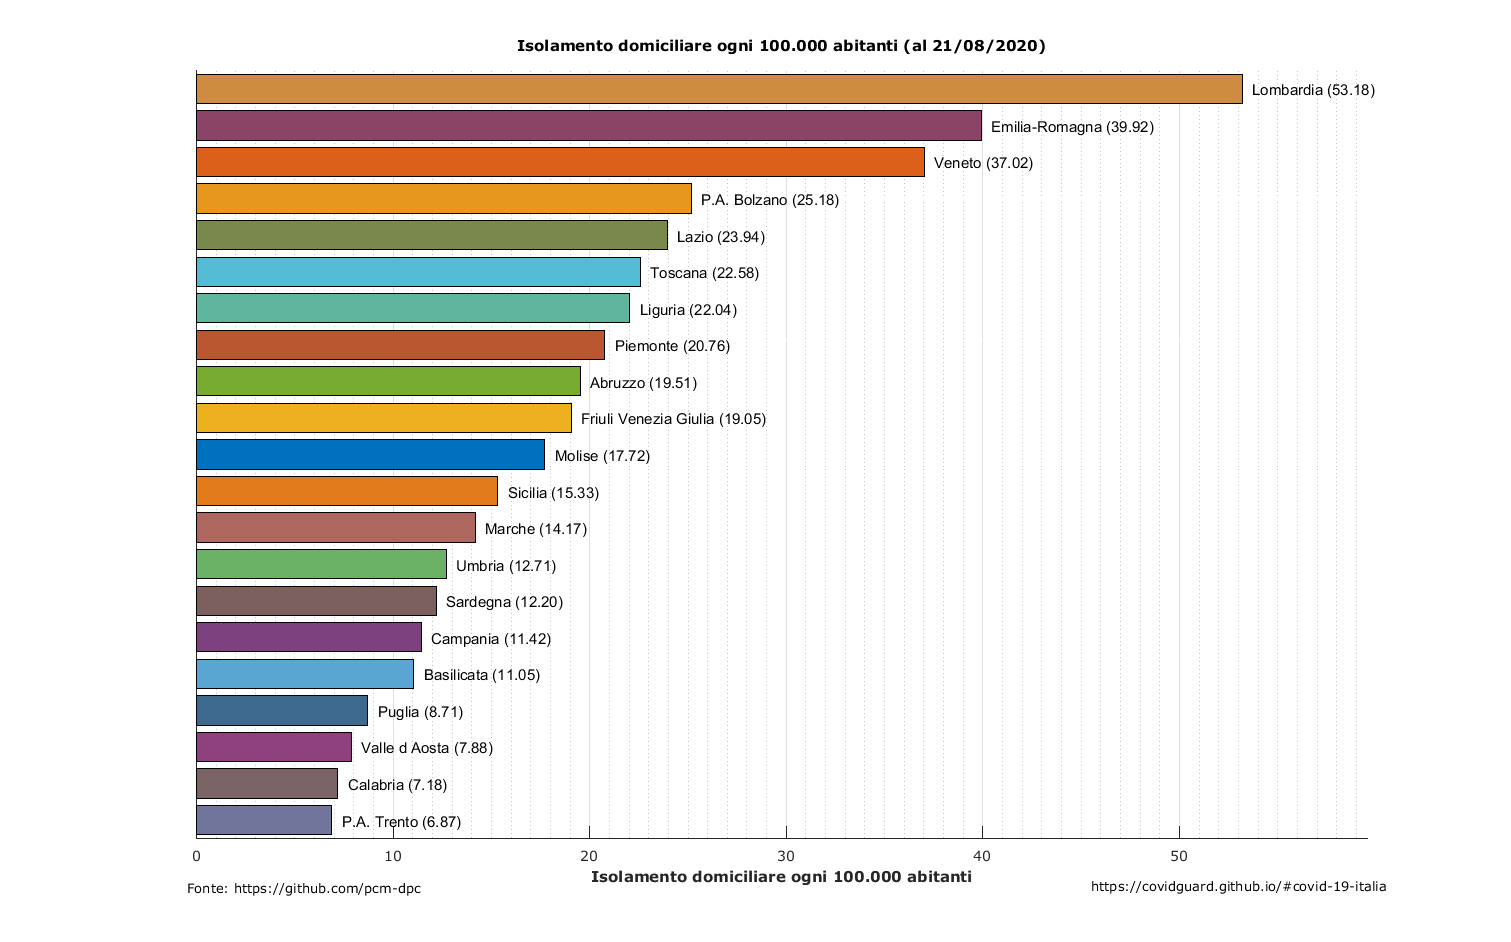 Isolamento domiciliare ogni 100.000 abitanti (al 21/08/2020)
Lombardia (53.18)
Emilia-Romagna (39.92)
Veneto (37.02)
P.A. Bolzano (25.18)
Lazio (23.94)
Toscana (22.58)
Liguria (22.04)
Piemonte (20.76)
Abruzzo (19.51)
Friuli Venezia Giulia (19.05)
Molise (17.72)
Sicilia (15.33)
Marche (14.17)
Umbria (12.71)
Sardegna (12.20)
Campania (11.42)
Basilicata (11.05)
Puglia (8.71)
Valle d Aosta (7.88)
Calabria (7.18)
P.A. Trento (6.87)
0 10 20 30 40 50
Isolamento domiciliare ogni 100.000 abitanti
Fonte: https://github.com/pcm-dpc
https://covidguard.github.io/#covid-19-italia